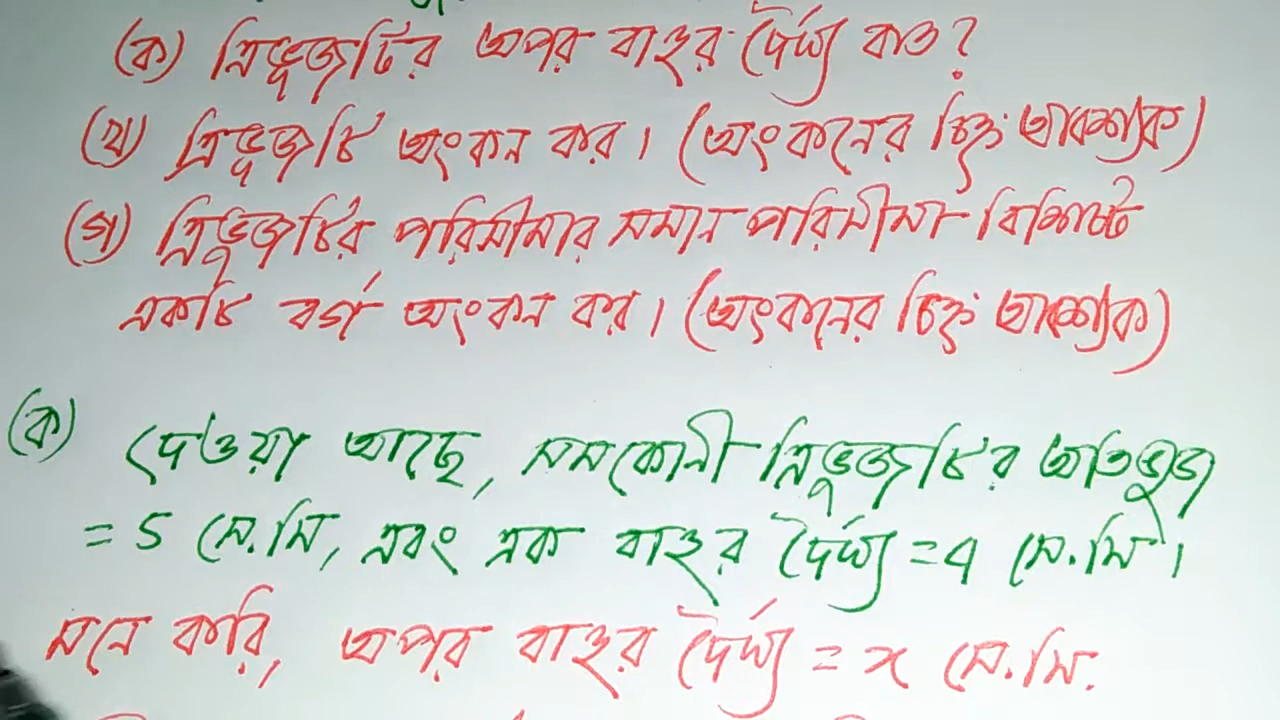 (ক) ত্রিভুজটির অপর বাহুর দৈর্ঘ্য কত?
(খ) ত্রিভুজটি অংকন কর। (অংকনের চিহ্ন আবশ্যক)
(গ) ত্রিভুজটির পরিসীমার সমান পরিসীমা বিশিষ্ট
একটি বর্গ অংকন কর। (অংকনের চিহ্ন আবশ্যক)
(ক) দেওয়া আছে, সমকোণী ত্রিভুজটির অতিভুজ
= 5 সে.মি, এবং এক বাহুর দৈর্ঘ্য = 4 সে.মি।
মনে করি, অপর বাহুর দৈর্ঘ্য = x সে.মি.